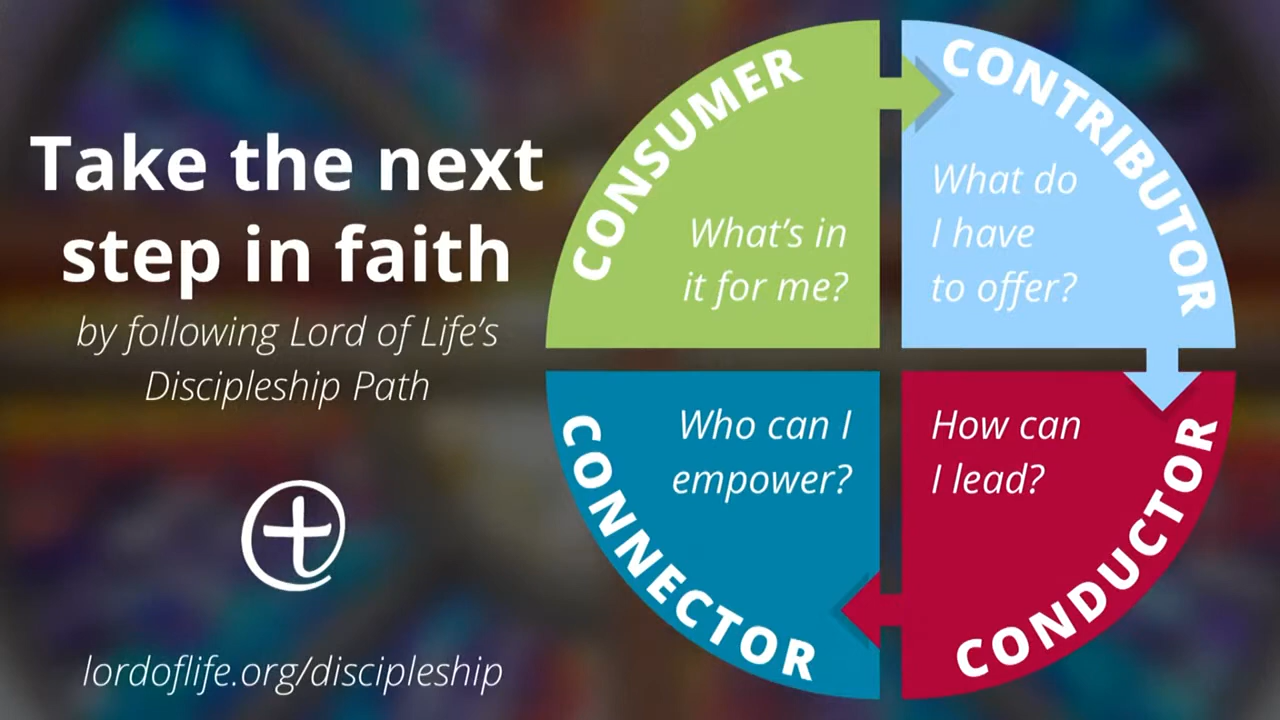 Take the next
step in faith
by following Lord of Life's
Discipleship Path
lordoflife.org/discipleship
CONSUMER
What's in
it for me?
CONTRIBUTOR
What do
I have
to offer?
CONDUCTOR
How can
I lead?
CONNECTOR
Who can I
empower?